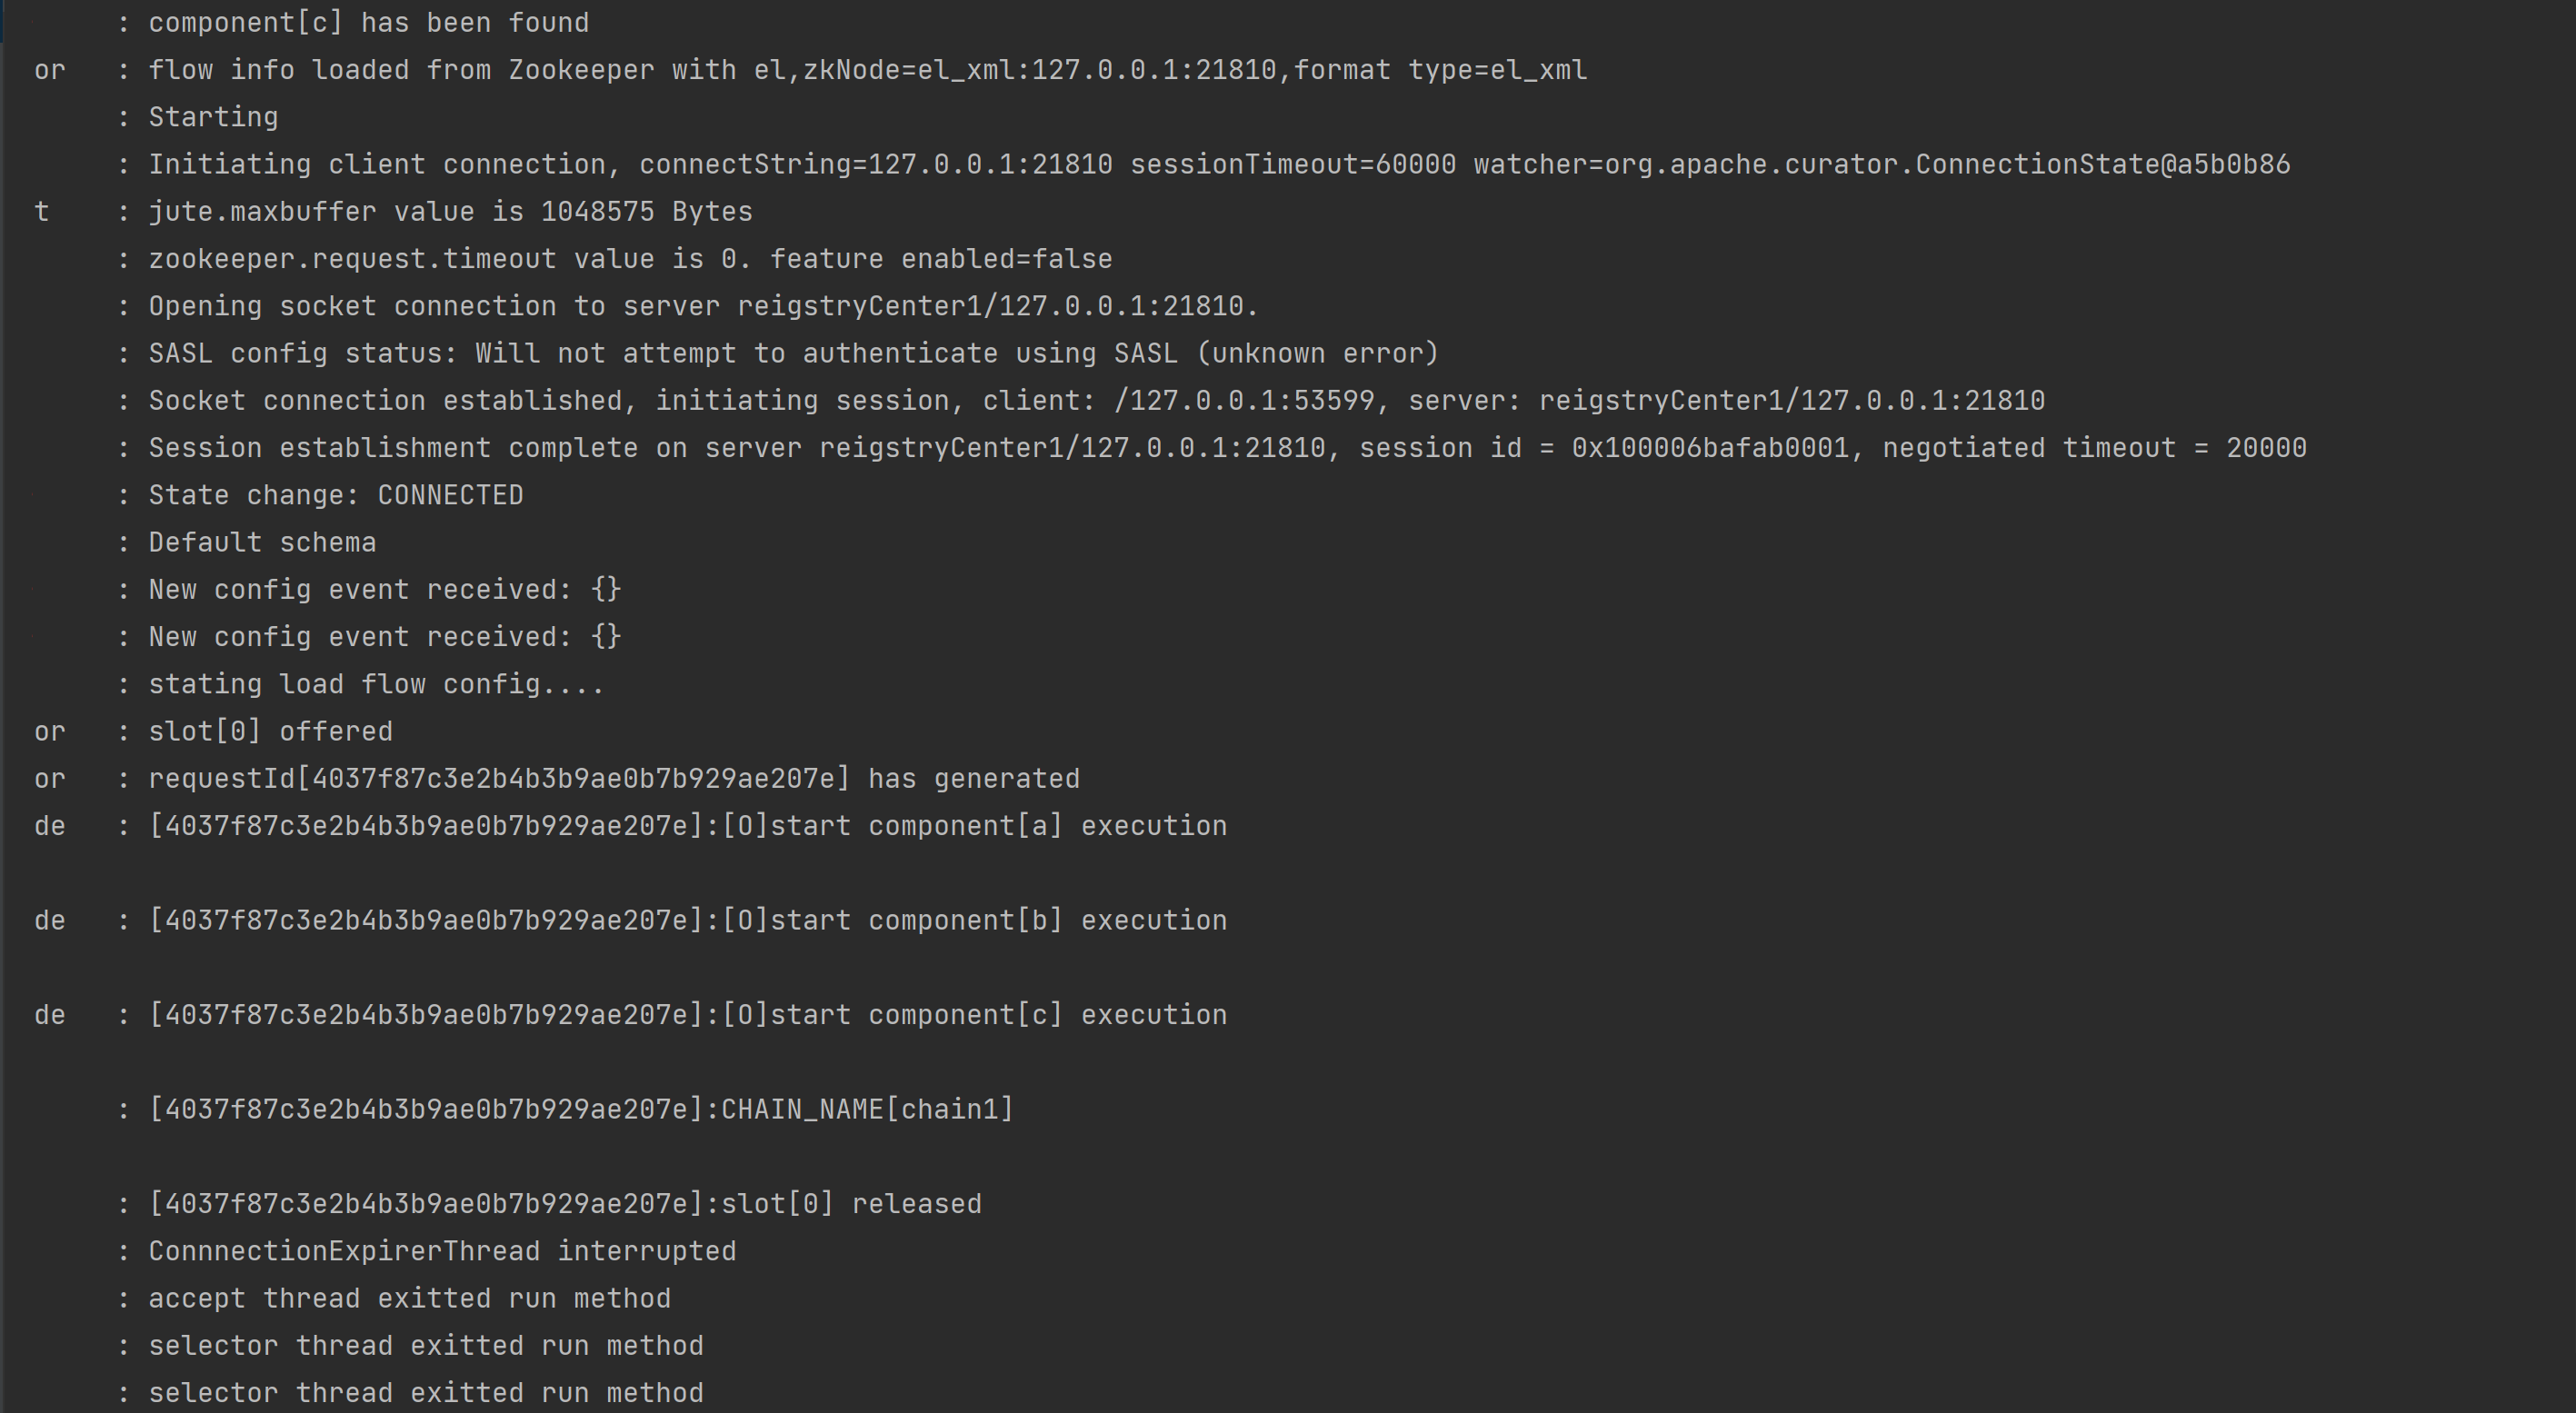 : component[c] has been found
or : flow info loaded from Zookeeper with el,zkNode=el_xml:127.0.0.1:21810,format type=el_xml
: Starting
: Initiating client connection, connectString=127.0.0.1:21810 sessionTimeout=60000 watcher=org.apache.curator.ConnectionState@a5b0b86
t : jute.maxbuffer value is 1048575 Bytes
: zookeeper.request.timeout value is 0. feature enabled=false
: Opening socket connection to server reigstryCenter1/127.0.0.1:21810.
: SASL config status: Will not attempt to authenticate using SASL (unknown error)
: Socket connection established, initiating session, client: /127.0.0.1:53599, server: reigstryCenter1/127.0.0.1:21810
: Session establishment complete on server reigstryCenter1/127.0.0.1:21810, session id = 0x100006bafab0001, negotiated timeout = 20000
: State change: CONNECTED
: Default schema
: New config event received: {}
: New config event received: {}
: stating load flow config....
or : slot[0] offered
or : requestId[4037f87c3e2b4b3b9ae0b7b929ae207e] has generated
de : [4037f87c3e2b4b3b9ae0b7b929ae207e]:[O]start component[a] execution
de : [4037f87c3e2b4b3b9ae0b7b929ae207e]:[O]start component[b] execution
de : [4037f87c3e2b4b3b9ae0b7b929ae207e]:[O]start component[c] execution
: [4037f87c3e2b4b3b9ae0b7b929ae207e]:CHAIN_NAME[chain1]
: [4037f87c3e2b4b3b9ae0b7b929ae207e]:slot[0] released
: ConnnectionExpirerThread interrupted
: accept thread exitted run method
: selector thread exitted run method
: selector thread exitted run method